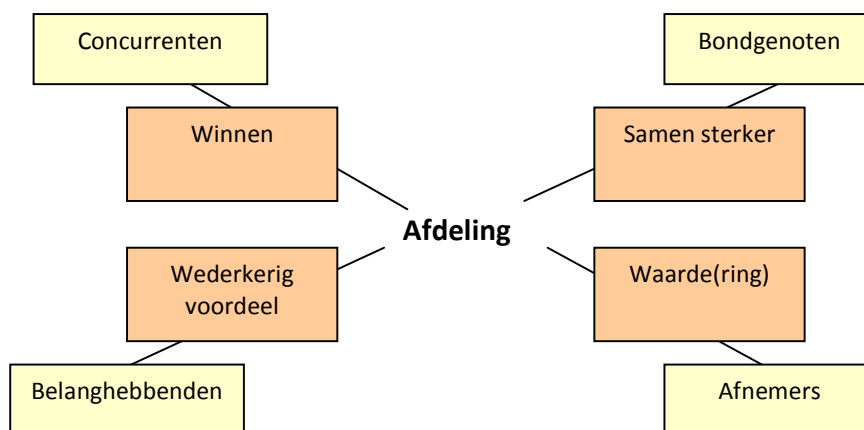 Concurrenten
Bondgenoten
Winnen
Samen sterker
Afdeling
Wederkerig
voordeel
Waarde(ring)
Belanghebbenden
Afnemers